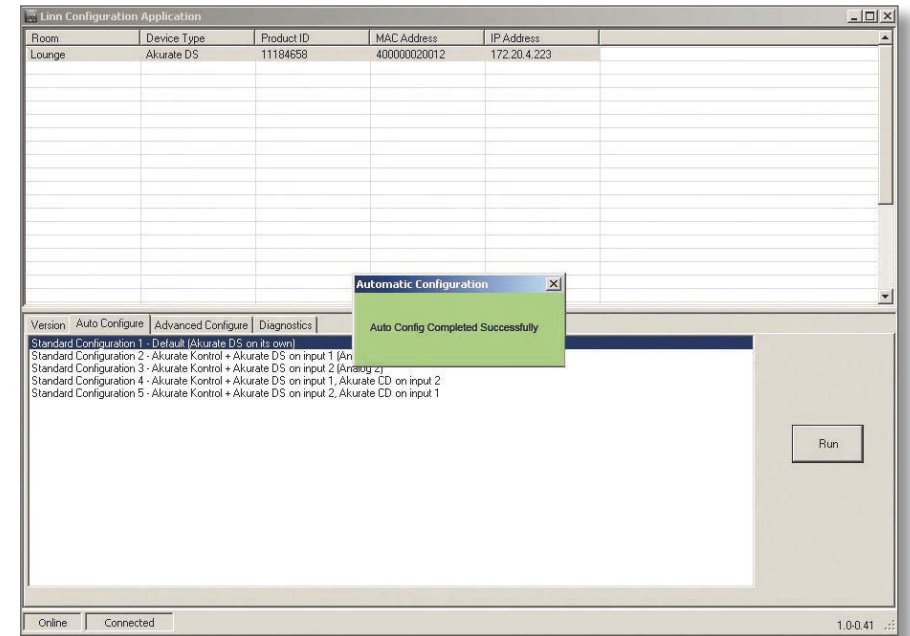 Linn Configuration Application
Room Device Type Product ID MAC Address IP Address
Lounge Akurate DS 11184658 400000020012 172.20.4.223
Automatic Configuration
Auto Config Completed Successfully
Version Auto Configure Advanced Configure Diagnostics
Standard Configuration 1 - Default (Akurate DS on its own)
Standard Configuration 2 - Akurate Kontrol + Akurate DS on input 1 (An
Standard Configuration 3 - Akurate Kontrol + Akurate DS on input 2 (Analog 2)
Standard Configuration 4 - Akurate Kontrol + Akurate DS on input 1, Akurate CD on input 2
Standard Configuration 5 - Akurate Kontrol + Akurate DS on input 2, Akurate CD on input 1
Run
Online Connected 1.0-0.41